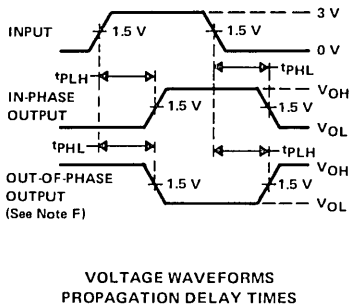 3 V
INPUT
1.5 V
1.5 V
0 V
tPLH
tPHL
IN-PHASE
OUTPUT
VOH
1.5 V
1.5 V
VOL
tPHL
tPLH
OUT-OF-PHASE
OUTPUT
(See Note F)
VOH
1.5 V
1.5 V
VOL
VOLTAGE WAVEFORMS
PROPAGATION DELAY TIMES